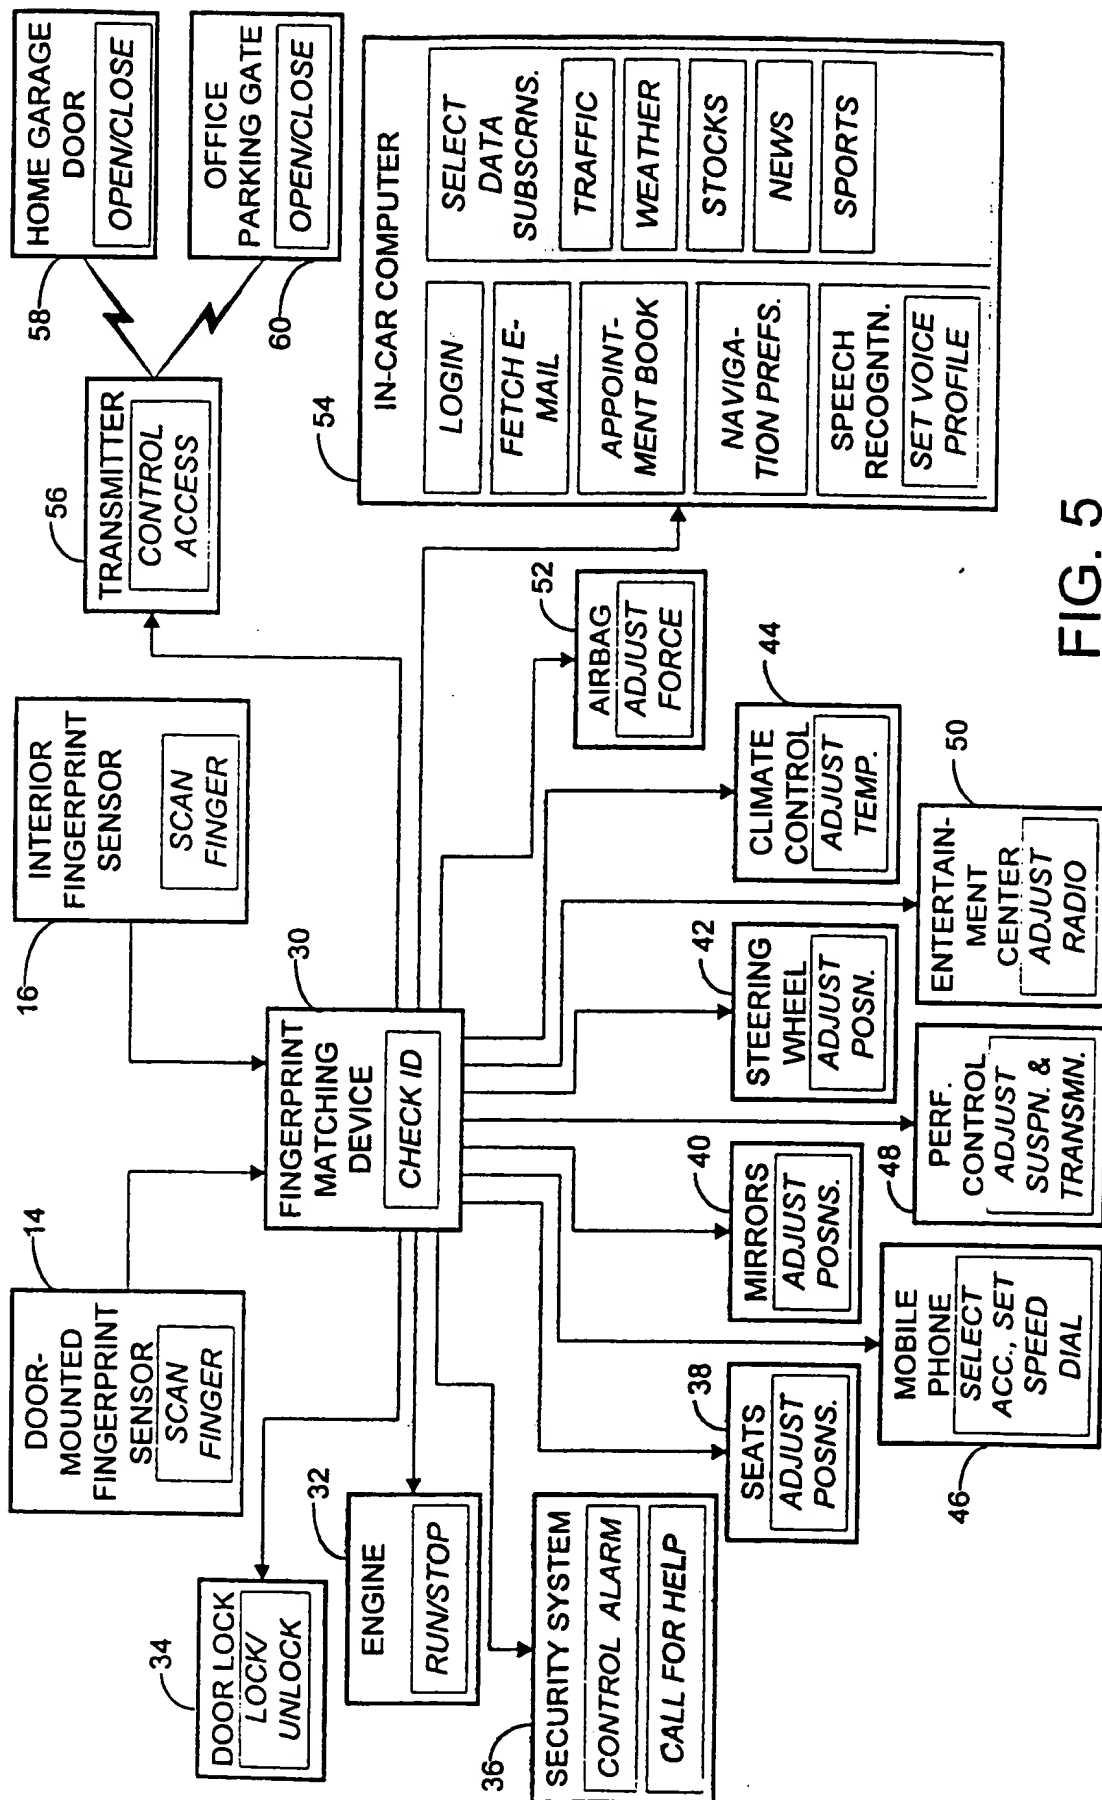 14
DOOR-
MOUNTED
FINGERPRINT
SENSOR
SCAN
FINGER
16
INTERIOR
FINGERPRINT
SENSOR
SCAN
FINGER
58
HOME GARAGE
DOOR
OPEN/CLOSE
56
TRANSMITTER
CONTROL
ACCESS
OFFICE
PARKING GATE
OPEN/CLOSE
60
34
DOOR LOCK
LOCK/
UNLOCK
30
FINGERPRINT
MATCHING
DEVICE
CHECK ID
32
ENGINE
RUN/STOP
54
IN-CAR COMPUTER
LOGIN
FETCH E-
MAIL
APPOINT-
MENT BOOK
NAVIGA-
TION PREFS.
SPEECH
RECOGNTN.
SET VOICE
PROFILE
SELECT
DATA
SUBSCRNS.
TRAFFIC
WEATHER
STOCKS
NEWS
SPORTS
36
SECURITY SYSTEM
CONTROL ALARM
CALL FOR HELP
52
AIRBAG
ADJUST
FORCE
38
SEATS
ADJUST
POSNS.
40
MIRRORS
ADJUST
POSNS.
42
STEERING
WHEEL
ADJUST
POSN.
44
CLIMATE
CONTROL
ADJUST
TEMP.
46
MOBILE
PHONE
SELECT
ACC., SET
SPEED
DIAL
48
PERF.
CONTROL
ADJUST
SUSPN. &
TRANSMN.
50
ENTERTAIN-
MENT
CENTER
ADJUST
RADIO
FIG. 5